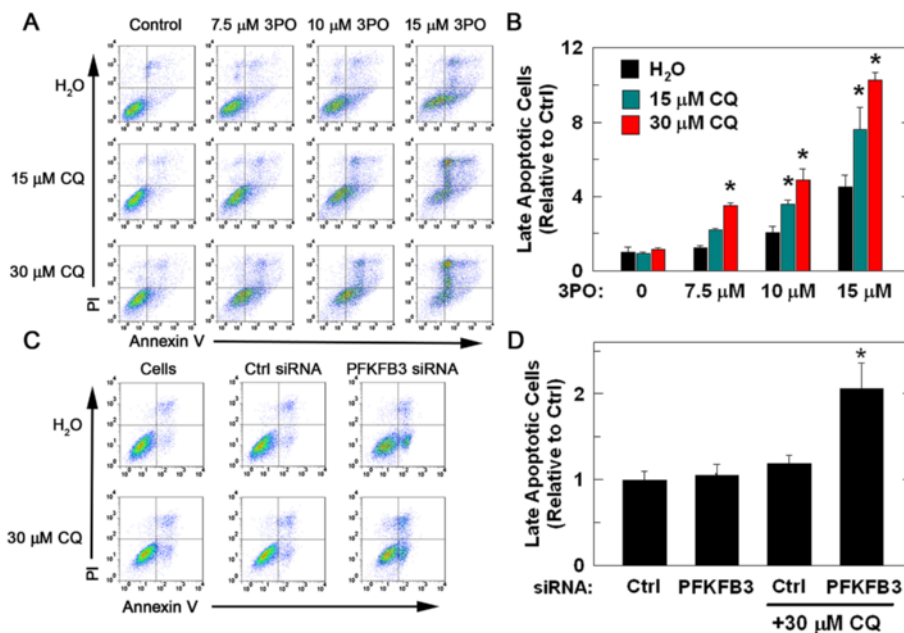 A
Control 7.5 µM 3PO 10 µM 3PO 15 µM 3PO
H₂O
15 µM CQ
30 µM CQ
PI
Annexin V
B
Late Apoptotic Cells
(Relative to Ctrl)
12
8
4
0
H₂O
15 µM CQ
30 µM CQ
* * * * *
3PO: 0 7.5 µM 10 µM 15 µM
C
Cells Ctrl siRNA PFKFB3 siRNA
H₂O
30 µM CQ
PI
Annexin V
D
Late Apoptotic Cells
(Relative to Ctrl)
2
1
0
*
siRNA: Ctrl PFKFB3 Ctrl PFKFB3
+30 µM CQ